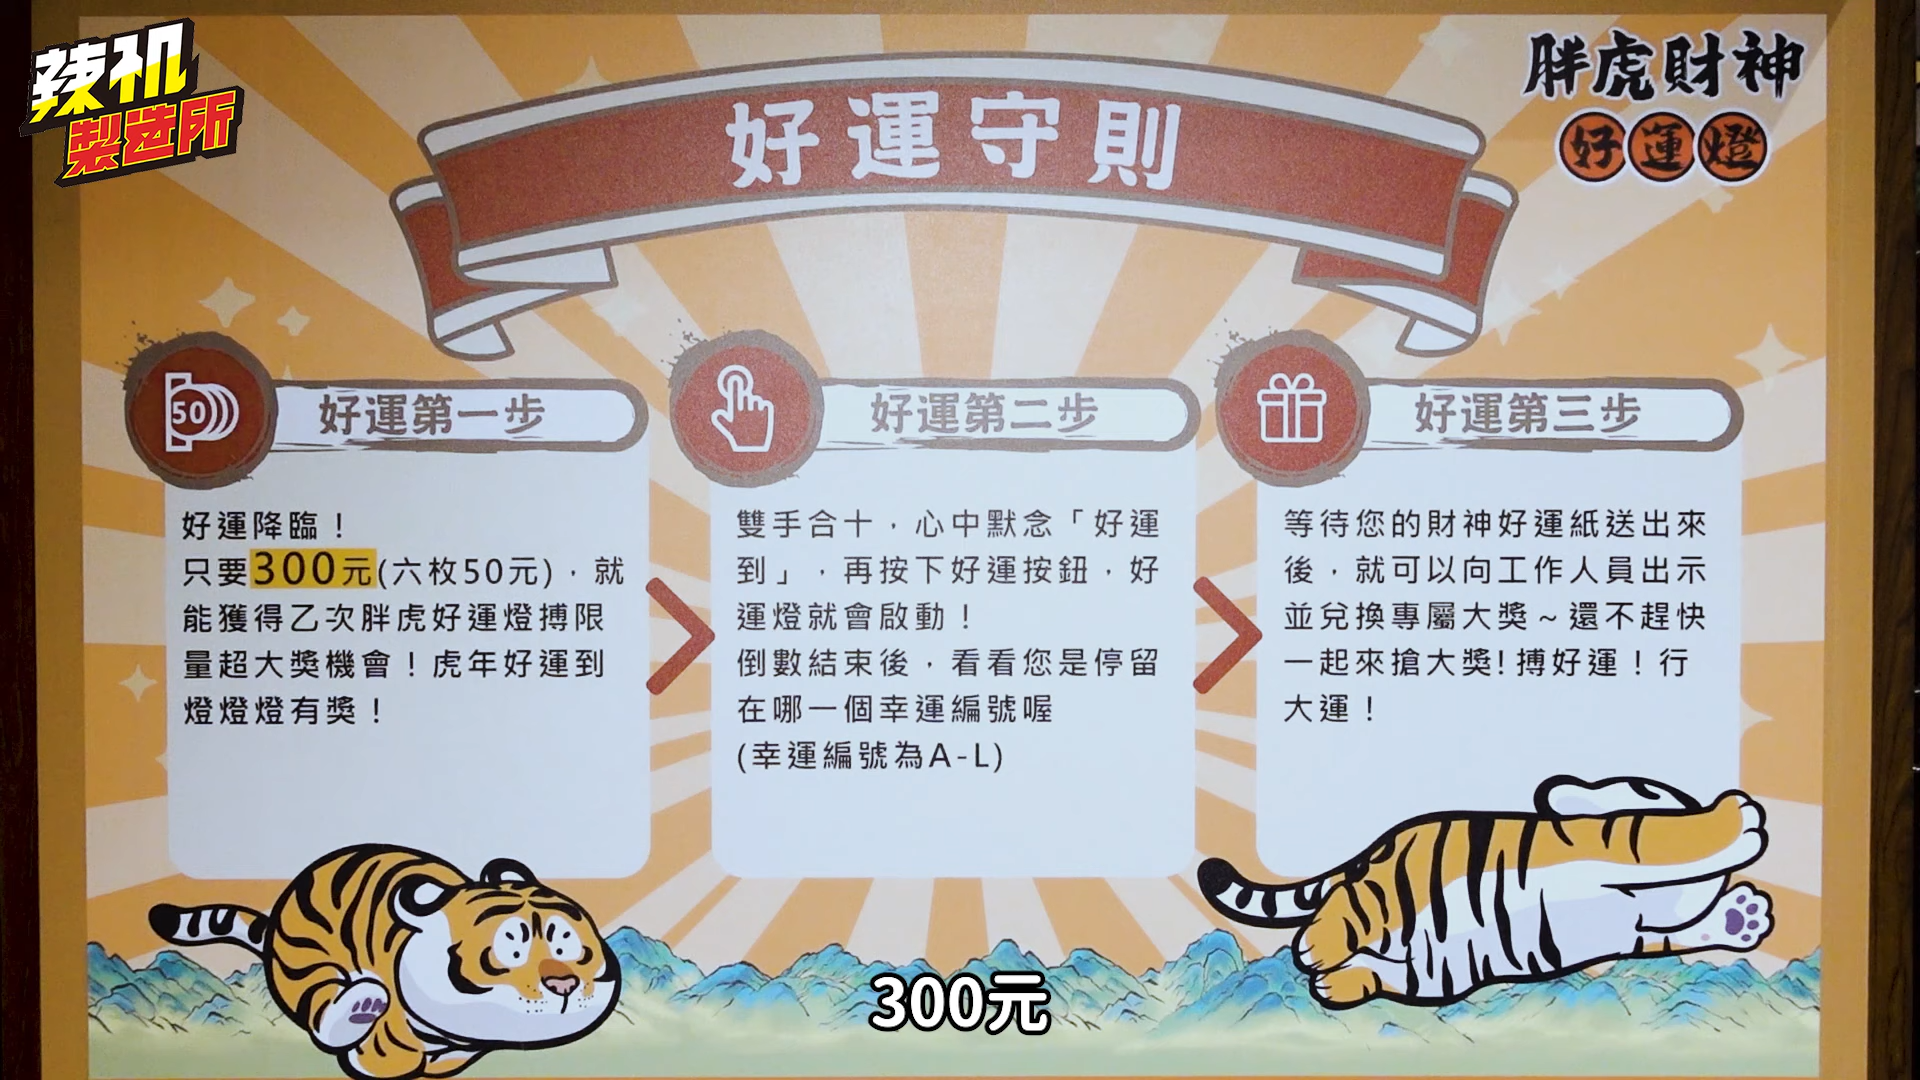 辣机
製造所
胖虎財神
好運燈
好運守則
50
好運第一步
好運降臨！
只要300元(六枚50元)，就
能獲得乙次胖虎好運燈搏限
量超大獎機會！虎年好運到
燈燈燈有獎！
好運第二步
雙手合十，心中默念「好運
到」，再按下好運按鈕，好
運燈就會啟動！
倒數結束後，看看您是停留
在哪一個幸運編號喔
(幸運編號為A-L)
好運第三步
等待您的財神好運紙送出來
後，就可以向工作人員出示
並兌換專屬大獎~還不趕快
一起來搶大獎!搏好運！行
大運！
300元